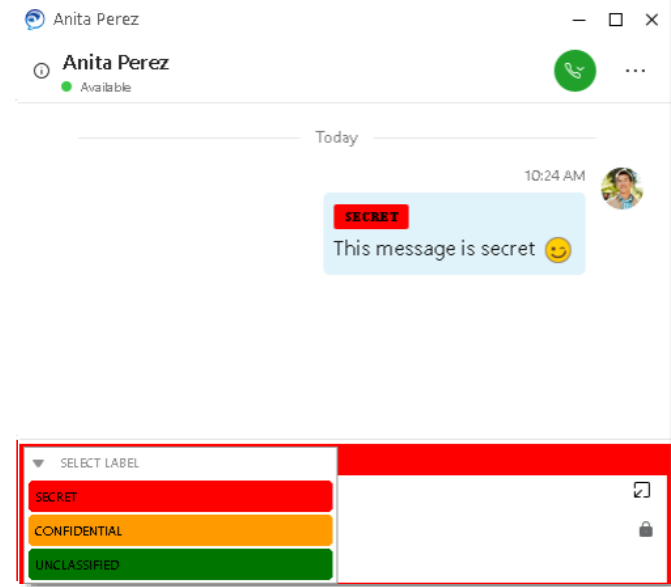 Anita Perez
Anita Perez
Available
Today
10:24 AM
SECRET
This message is secret
SELECT LABEL
SECRET
CONFIDENTIAL
UNCLASSIFIED